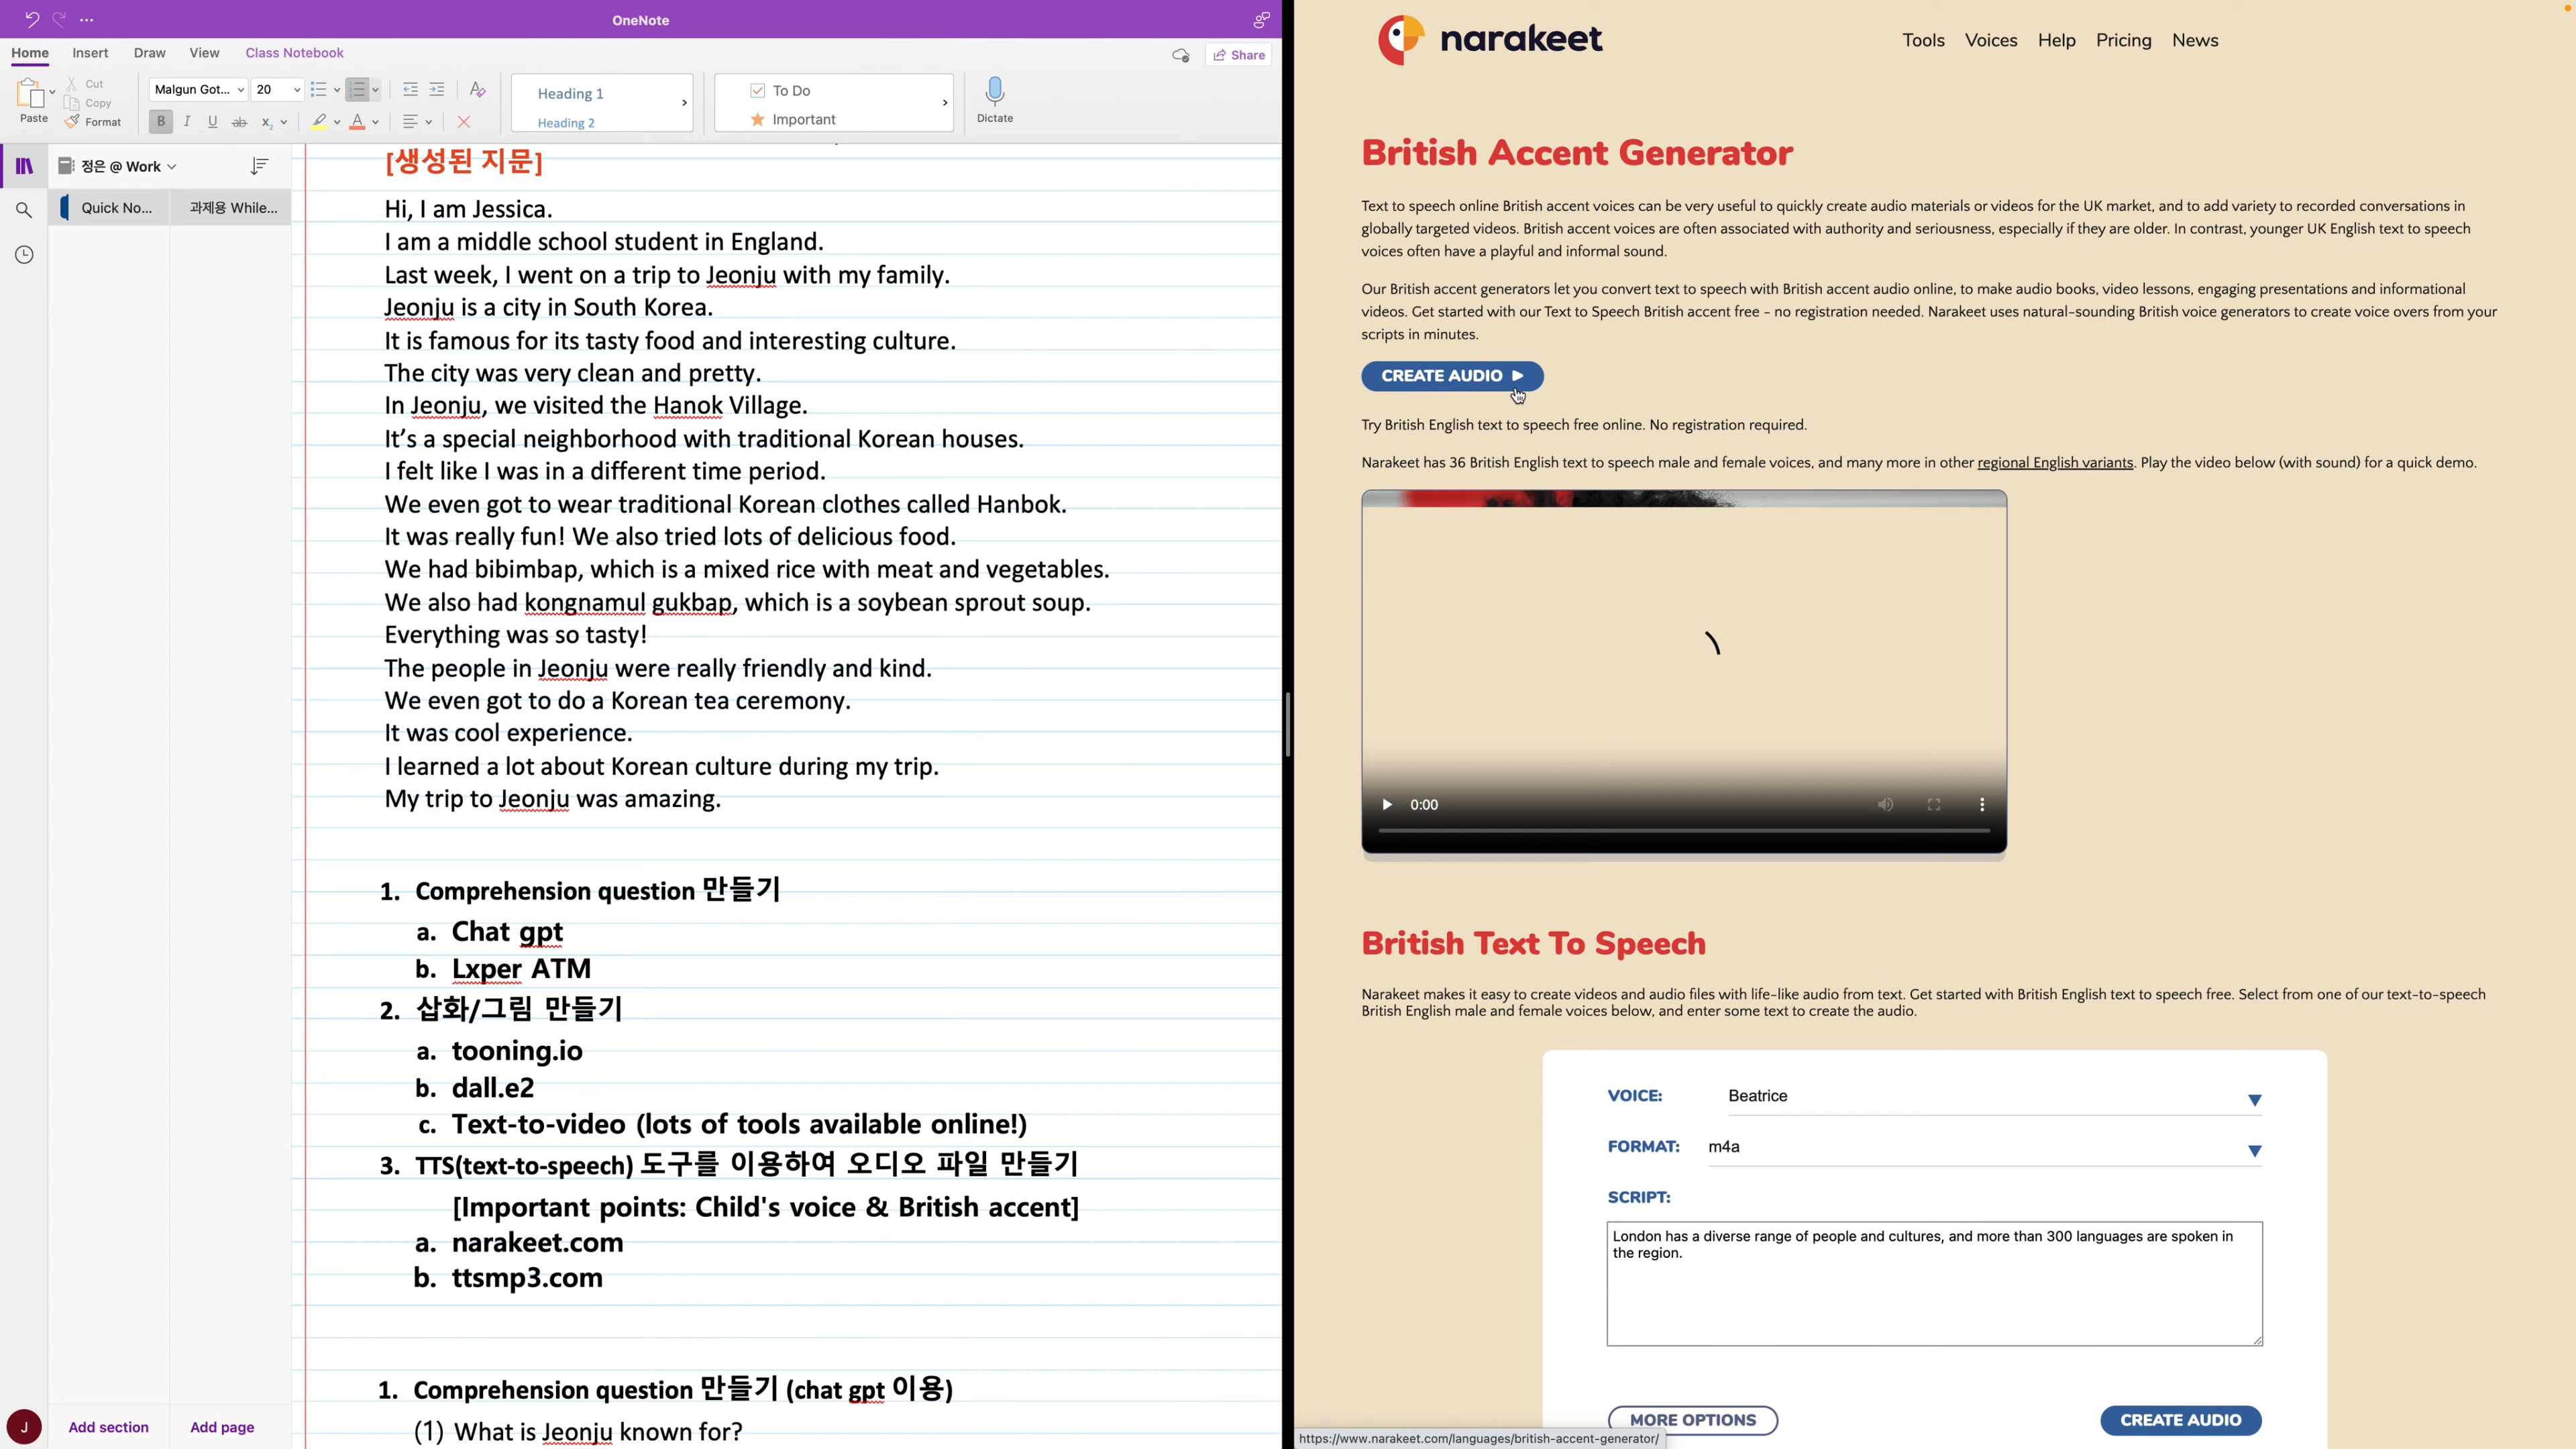 OneNote
Home Insert Draw View Class Notebook
Share
Paste
Cut
Copy
Format
Malgun Got... 20
B I U ab x₂ A
Heading 1
Heading 2
To Do
Important
Dictate
정은 @ Work
Quick No...
과제용 While...
[생성된 지문]
Hi, I am Jessica.
I am a middle school student in England.
Last week, I went on a trip to Jeonju with my family.
Jeonju is a city in South Korea.
It is famous for its tasty food and interesting culture.
The city was very clean and pretty.
In Jeonju, we visited the Hanok Village.
It’s a special neighborhood with traditional Korean houses.
I felt like I was in a different time period.
We even got to wear traditional Korean clothes called Hanbok.
It was really fun! We also tried lots of delicious food.
We had bibimbap, which is a mixed rice with meat and vegetables.
We also had kongnamul gukbap, which is a soybean sprout soup.
Everything was so tasty!
The people in Jeonju were really friendly and kind.
We even got to do a Korean tea ceremony.
It was cool experience.
I learned a lot about Korean culture during my trip.
My trip to Jeonju was amazing.
1. Comprehension question 만들기
a. Chat gpt
b. Lxper ATM
2. 삽화/그림 만들기
a. tooning.io
b. dall.e2
c. Text-to-video (lots of tools available online!)
3. TTS(text-to-speech) 도구를 이용하여 오디오 파일 만들기
[Important points: Child's voice & British accent]
a. narakeet.com
b. ttsmp3.com
1. Comprehension question 만들기 (chat gpt 이용)
(1) What is Jeonju known for?
J
Add section
Add page
narakeet
Tools Voices Help Pricing News
British Accent Generator
Text to speech online British accent voices can be very useful to quickly create audio materials or videos for the UK market, and to add variety to recorded conversations in
globally targeted videos. British accent voices are often associated with authority and seriousness, especially if they are older. In contrast, younger UK English text to speech
voices often have a playful and informal sound.
Our British accent generators let you convert text to speech with British accent audio online, to make audio books, video lessons, engaging presentations and informational
videos. Get started with our Text to Speech British accent free - no registration needed. Narakeet uses natural-sounding British voice generators to create voice overs from your
scripts in minutes.
CREATE AUDIO
Try British English text to speech free online. No registration required.
Narakeet has 36 British English text to speech male and female voices, and many more in other regional English variants. Play the video below (with sound) for a quick demo.
0:00
British Text To Speech
Narakeet makes it easy to create videos and audio files with life-like audio from text. Get started with British English text to speech free. Select from one of our text-to-speech
British English male and female voices below, and enter some text to create the audio.
VOICE: Beatrice
FORMAT: m4a
SCRIPT:
London has a diverse range of people and cultures, and more than 300 languages are spoken in
the region.
MORE OPTIONS
CREATE AUDIO
https://www.narakeet.com/languages/british-accent-generator/